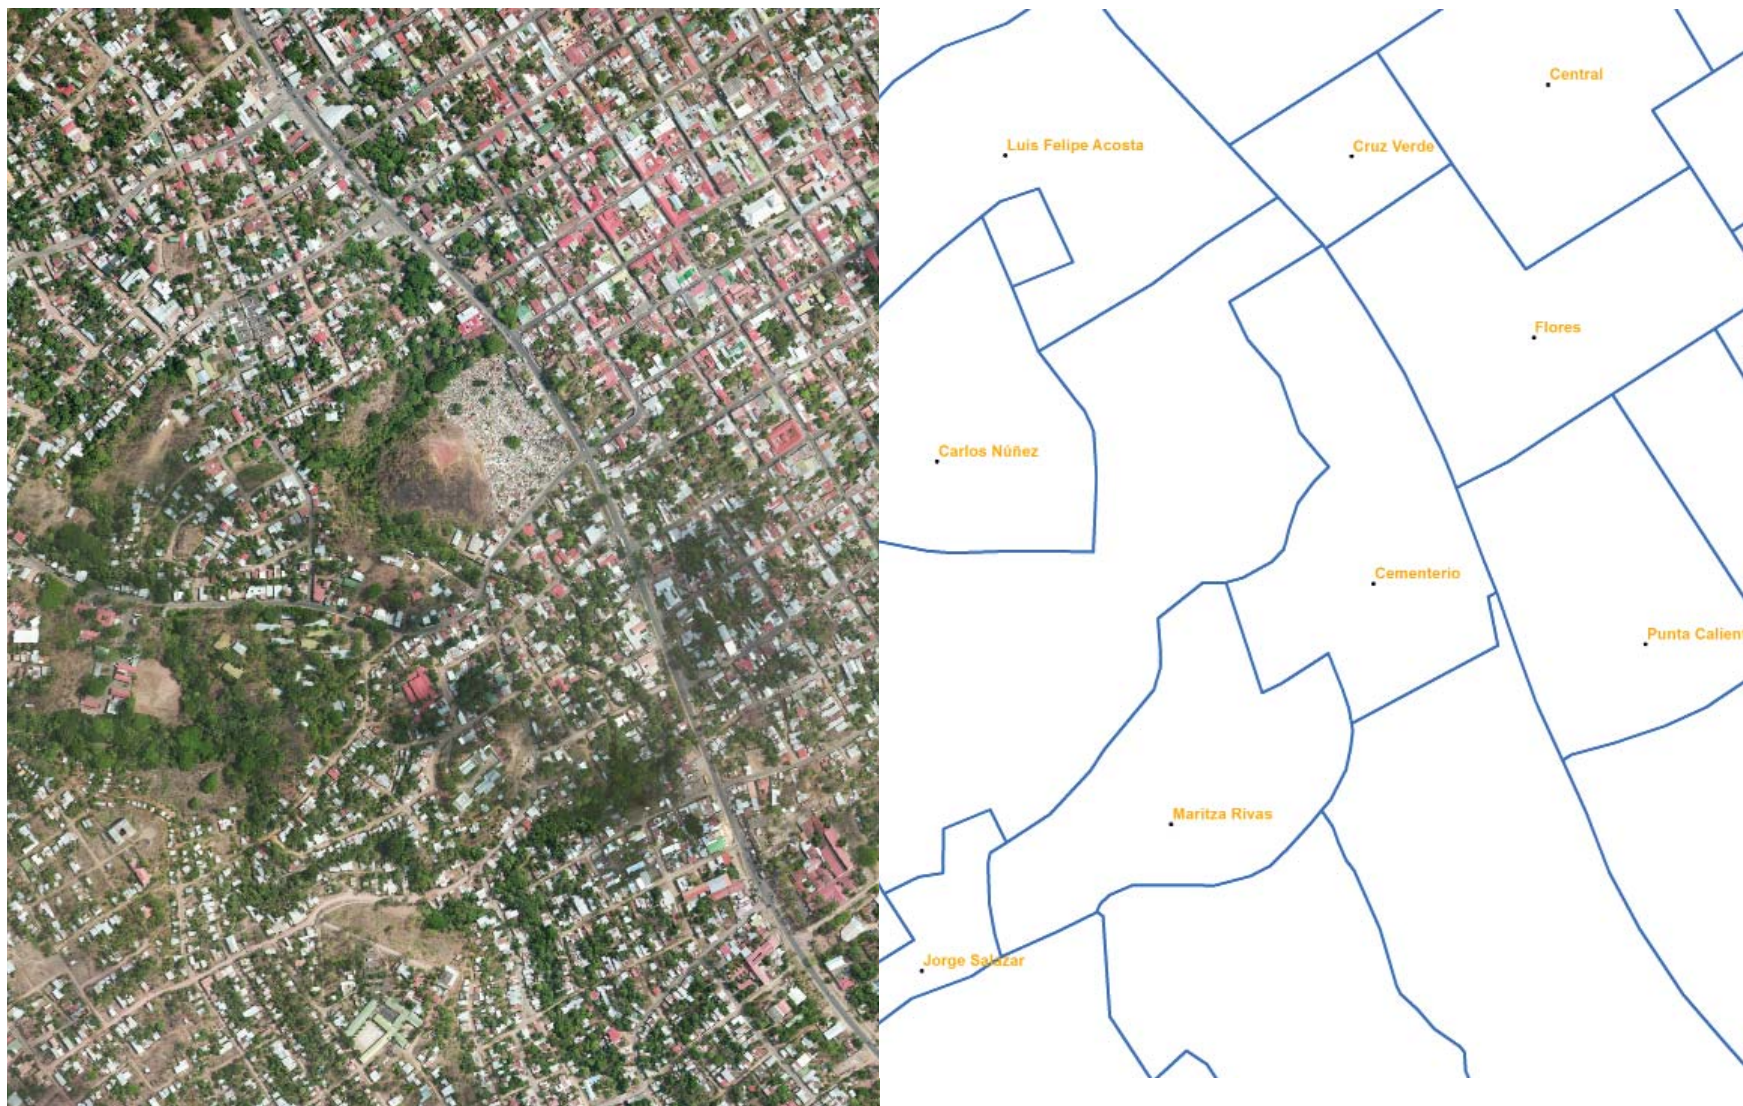 Central
Luis Felipe Acosta
Cruz Verde
Flores
Carlos Núñez
Cementerio
Punta Calien
Maritza Rivas
Jorge Salazar